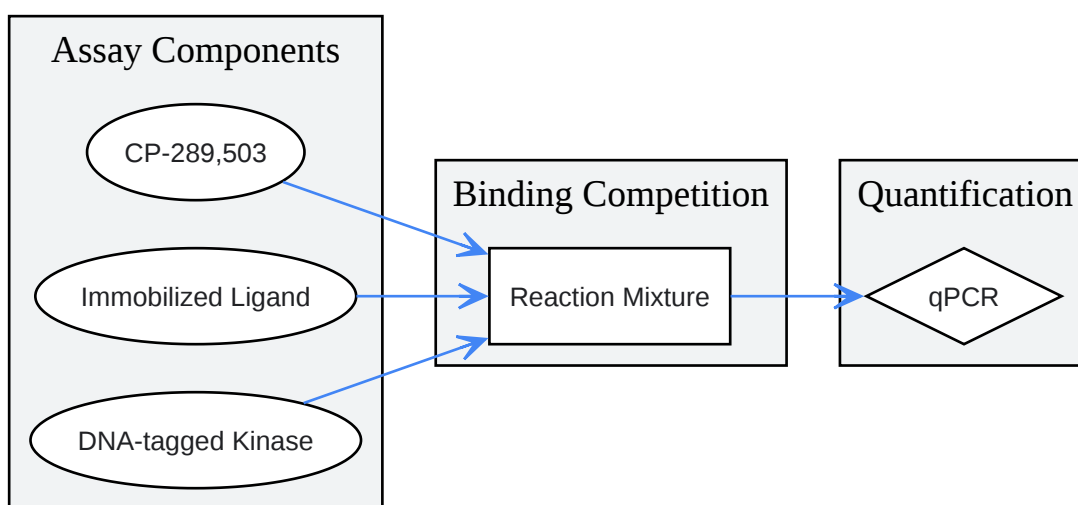 Assay Components
CP-289,503
Immobilized Ligand
DNA-tagged Kinase
Binding Competition
Reaction Mixture
Quantification
qPCR